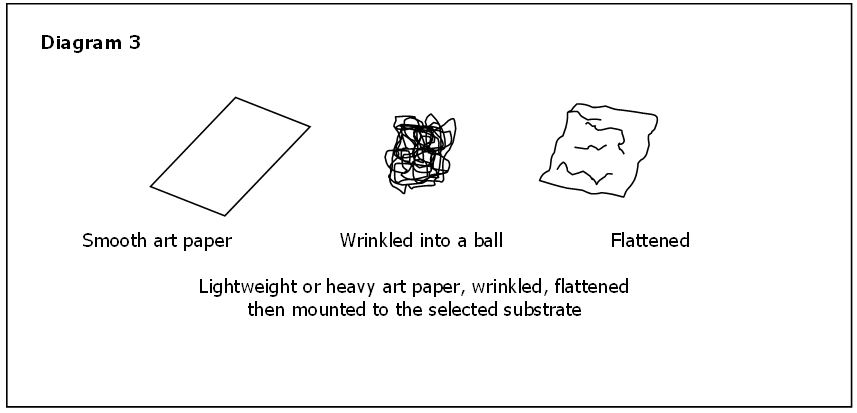 Diagram 3
Smooth art paper
Wrinkled into a ball
Flattened
Lightweight or heavy art paper, wrinkled, flattened
then mounted to the selected substrate